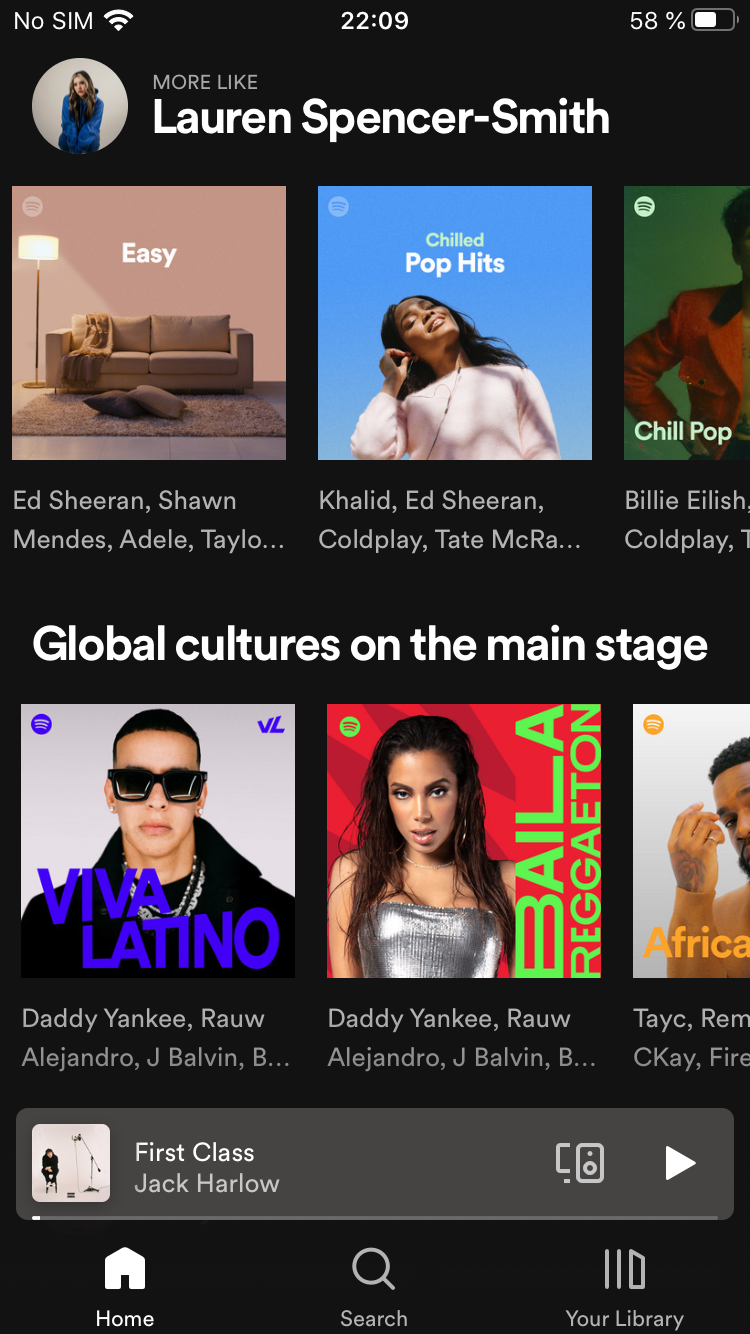 No SIM 22:09 58 %
MORE LIKE
Lauren Spencer-Smith
Easy
Chilled
Pop Hits
Chill Pop
Ed Sheeran, Shawn
Mendes, Adele, Taylo...
Khalid, Ed Sheeran,
Coldplay, Tate McRa...
Billie Eilish,
Coldplay, T
Global cultures on the main stage
VL
VIVA
LATINO
BAILA
REGGAETON
Africa
Daddy Yankee, Rauw
Alejandro, J Balvin, B...
Daddy Yankee, Rauw
Alejandro, J Balvin, B...
Tayc, Rem
CKay, Fire
First Class
Jack Harlow
Home
Search
Your Library